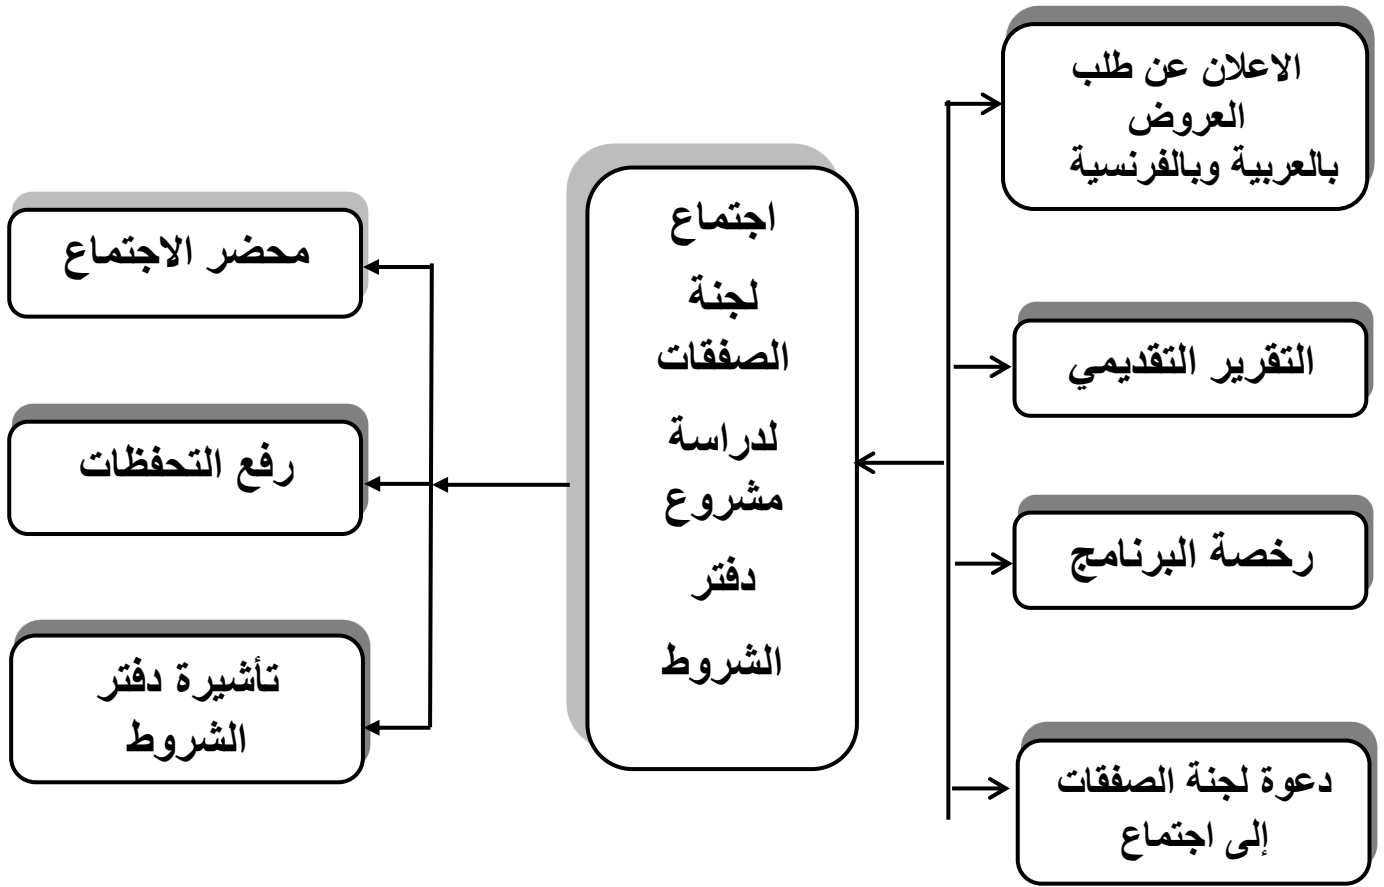 الاعلان عن طلب
العروض
بالعربية وبالفرنسية
التقرير التقديمي
رخصة البرنامج
دعوة لجنة الصفقات
إلى اجتماع
اجتماع
لجنة
الصفقات
لدراسة
مشروع
دفتر
الشروط
محضر الاجتماع
رفع التحفظات
تأشيرة دفتر
الشروط